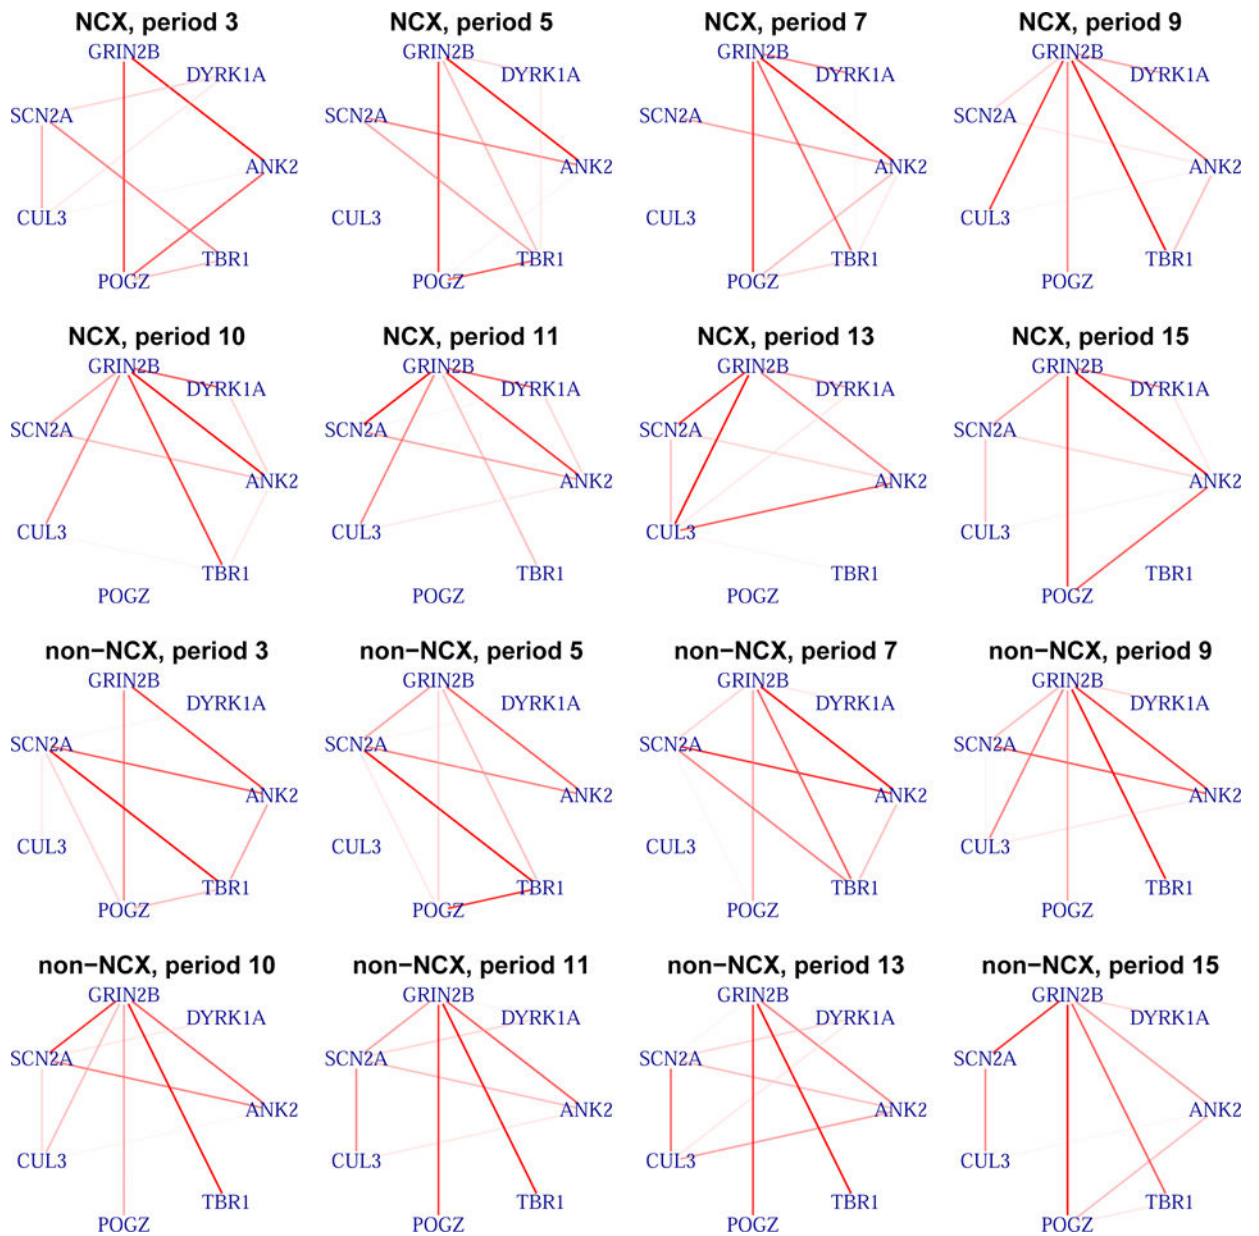 NCX, period 3
GRIN2B
DYRK1A
SCN2A
ANK2
CUL3
TBR1
POGZ
NCX, period 5
GRIN2B
DYRK1A
SCN2A
ANK2
CUL3
TBR1
POGZ
NCX, period 7
GRIN2B
DYRK1A
SCN2A
ANK2
CUL3
TBR1
POGZ
NCX, period 9
GRIN2B
DYRK1A
SCN2A
ANK2
CUL3
TBR1
POGZ
NCX, period 10
GRIN2B
DYRK1A
SCN2A
ANK2
CUL3
TBR1
POGZ
NCX, period 11
GRIN2B
DYRK1A
SCN2A
ANK2
CUL3
TBR1
POGZ
NCX, period 13
GRIN2B
DYRK1A
SCN2A
ANK2
CUL3
TBR1
POGZ
NCX, period 15
GRIN2B
DYRK1A
SCN2A
ANK2
CUL3
TBR1
POGZ
non−NCX, period 3
GRIN2B
DYRK1A
SCN2A
ANK2
CUL3
TBR1
POGZ
non−NCX, period 5
GRIN2B
DYRK1A
SCN2A
ANK2
CUL3
TBR1
POGZ
non−NCX, period 7
GRIN2B
DYRK1A
SCN2A
ANK2
CUL3
TBR1
POGZ
non−NCX, period 9
GRIN2B
DYRK1A
SCN2A
ANK2
CUL3
TBR1
POGZ
non−NCX, period 10
GRIN2B
DYRK1A
SCN2A
ANK2
CUL3
TBR1
POGZ
non−NCX, period 11
GRIN2B
DYRK1A
SCN2A
ANK2
CUL3
TBR1
POGZ
non−NCX, period 13
GRIN2B
DYRK1A
SCN2A
ANK2
CUL3
TBR1
POGZ
non−NCX, period 15
GRIN2B
DYRK1A
SCN2A
ANK2
CUL3
TBR1
POGZ